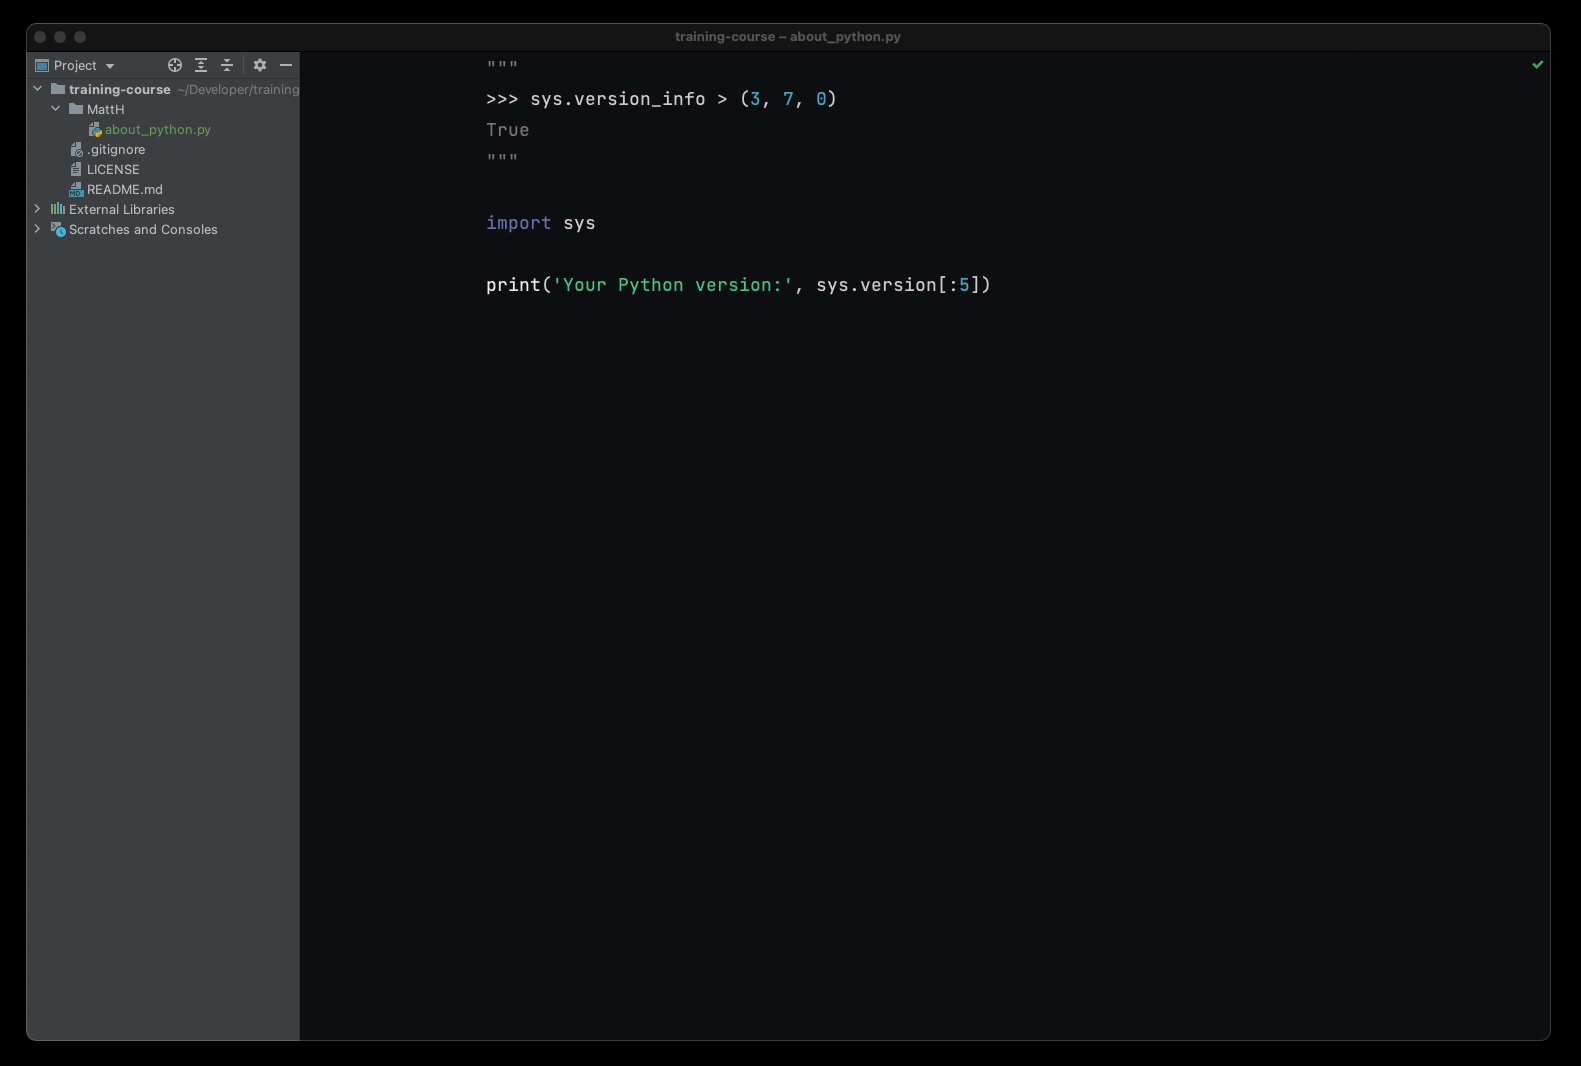 training-course – about_python.py
Project
training-course ~/Developer/training
MattH
about_python.py
.gitignore
LICENSE
README.md
External Libraries
Scratches and Consoles
"""
>>> sys.version_info > (3, 7, 0)
True
"""
import sys
print('Your Python version:', sys.version[:5])